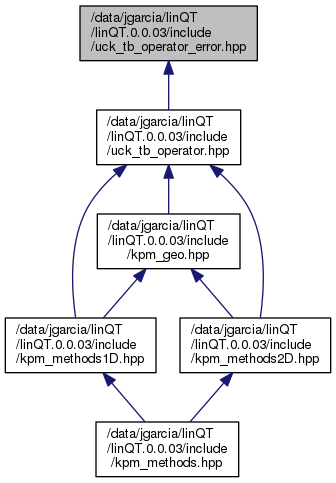 /data/jgarcia/linQT
/linQT.0.0.03/include
/uck_tb_operator_error.hpp
/data/jgarcia/linQT
/linQT.0.0.03/include
/uck_tb_operator.hpp
/data/jgarcia/linQT
/linQT.0.0.03/include
/kpm_geo.hpp
/data/jgarcia/linQT
/linQT.0.0.03/include
/kpm_methods1D.hpp
/data/jgarcia/linQT
/linQT.0.0.03/include
/kpm_methods2D.hpp
/data/jgarcia/linQT
/linQT.0.0.03/include
/kpm_methods.hpp